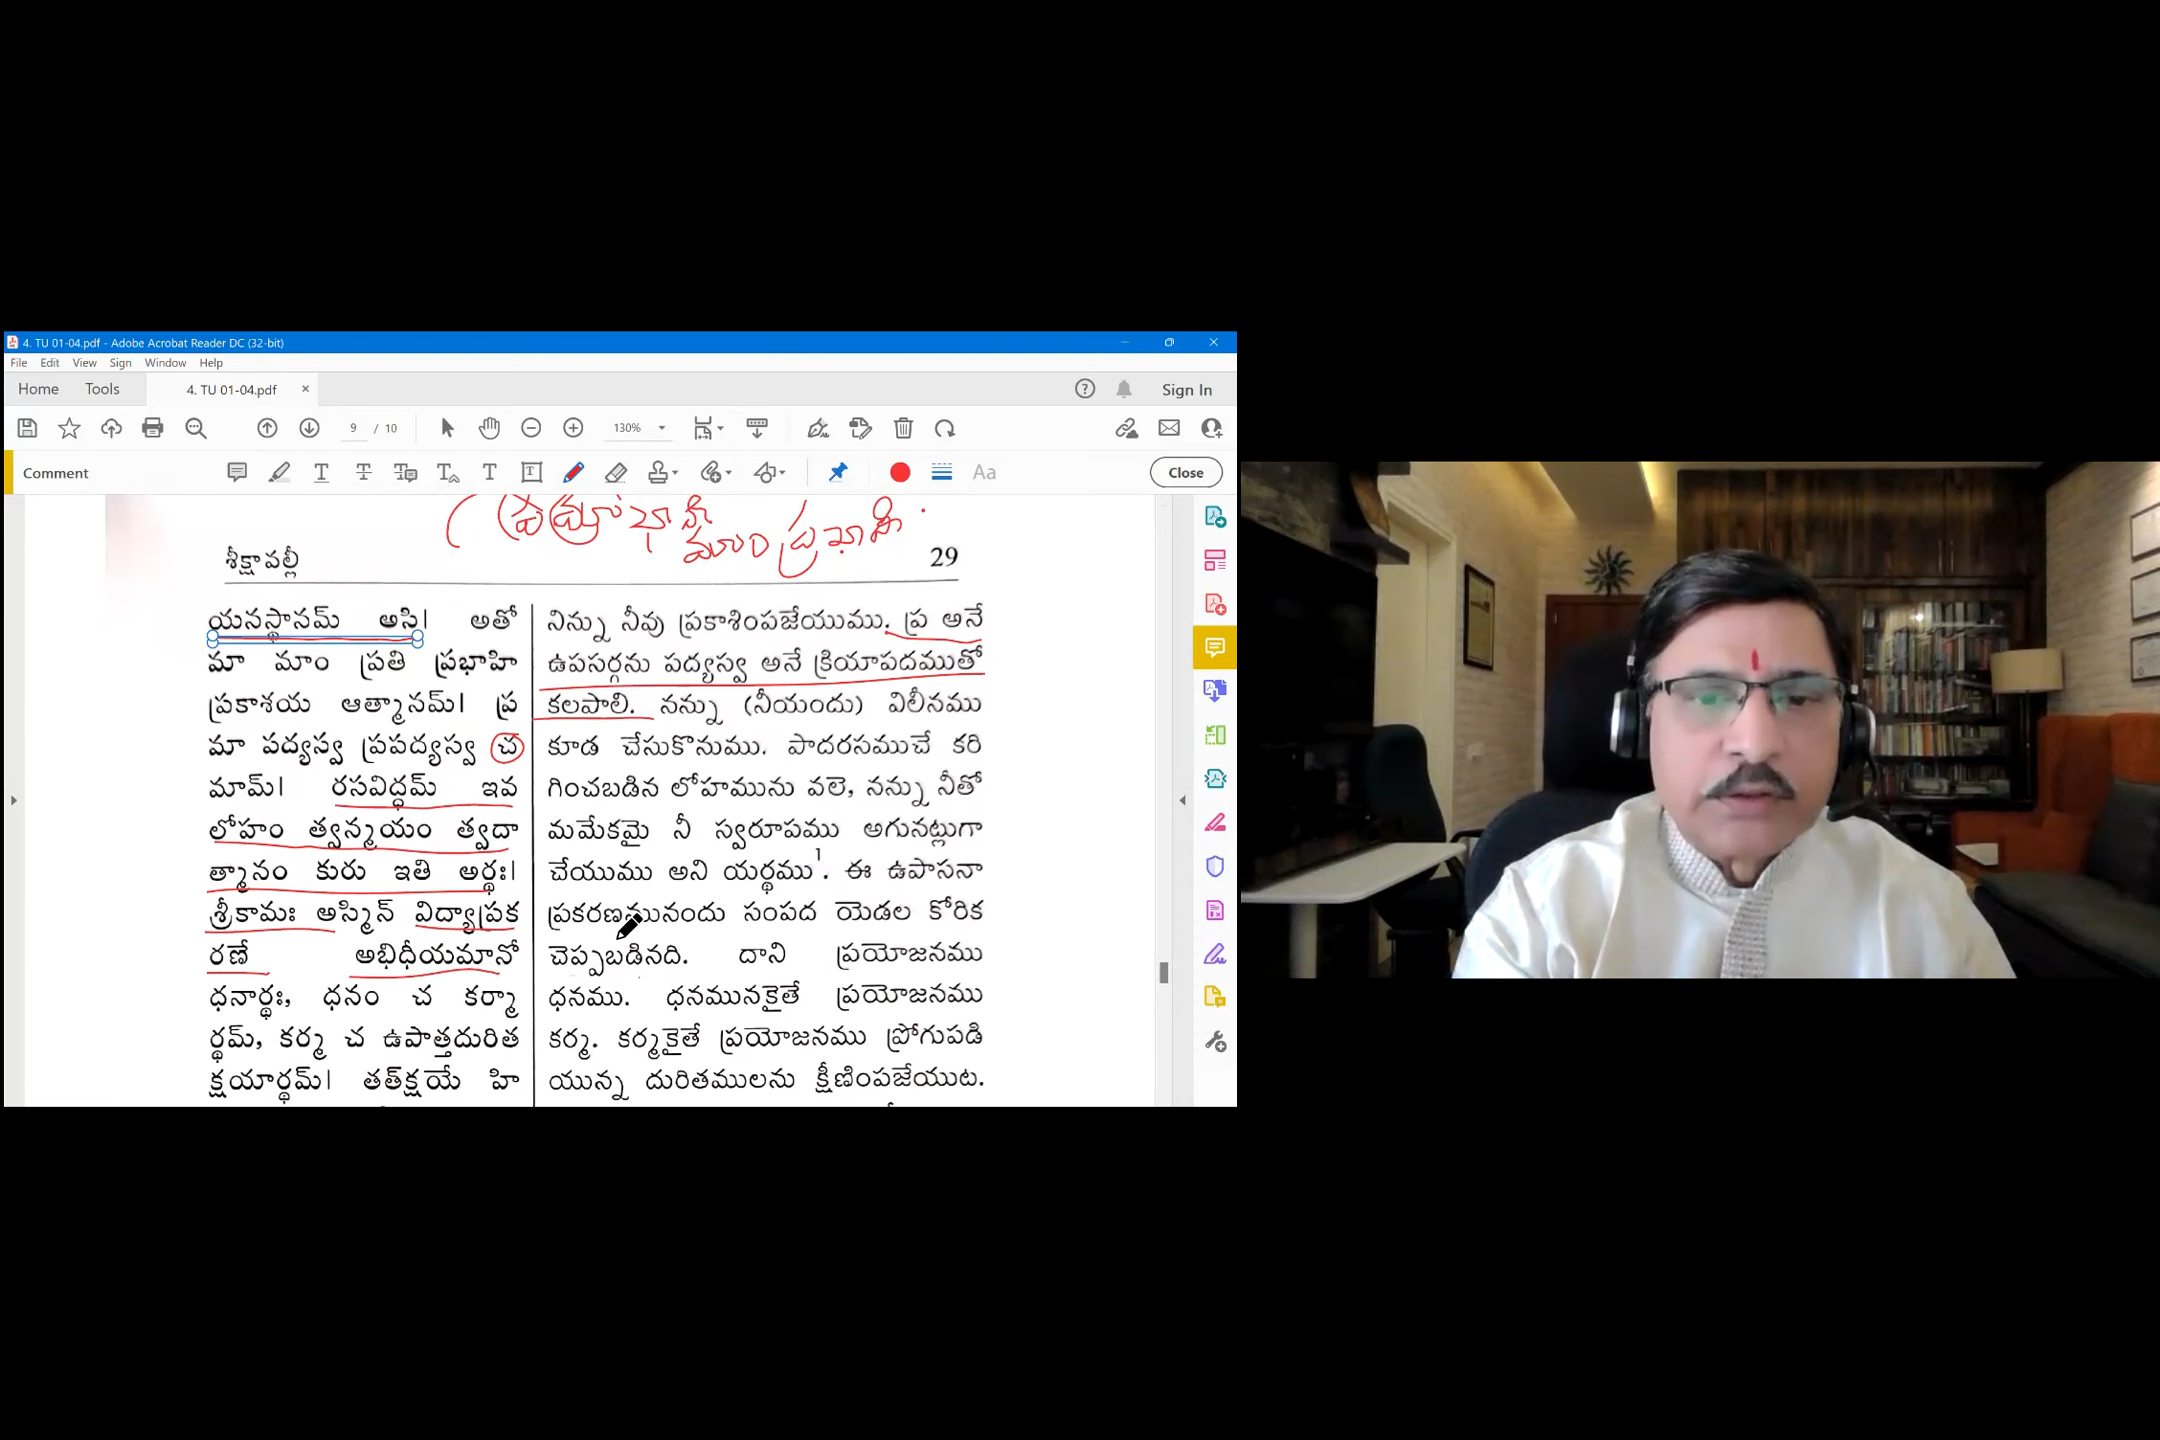 4. TU 01-04.pdf - Adobe Acrobat Reader DC (32-bit)
File Edit View Sign Window Help
Home Tools 4. TU 01-04.pdf × Sign In
9 / 10 130%
Comment Aa Close
మాం ప్రభాహి
శీక్షావల్లీ 29
యనస్థానమ్ అసి। అతో
మా మాం ప్రతి ప్రభాహి
ప్రకాశయ ఆత్మానమ్। ప్ర
మా పద్యస్వ ప్రపద్యస్వ చ
మామ్। రసవిద్ధమ్ ఇవ
లోహం త్వన్మయం త్వదా
త్మానం కురు ఇతి అర్థః।
శ్రీకామః అస్మిన్ విద్యాప్రక
రణే అభిధీయమానో
ధనార్థః, ధనం చ కర్మా
ర్థమ్, కర్మ చ ఉపాత్తదురిత
క్షయార్థమ్। తత్‌క్షయే హి
నిన్ను నీవు ప్రకాశింపజేయుము. ప్ర అనే
ఉపసర్గను పద్యస్వ అనే క్రియాపదముతో
కలపాలి. నన్ను (నీయందు) విలీనము
కూడ చేసుకొనుము. పాదరసముచే కరి
గించబడిన లోహమును వలె, నన్ను నీతో
మమేకమై నీ స్వరూపము అగునట్లుగా
చేయుము అని యర్థము1. ఈ ఉపాసనా
ప్రకరణమునందు సంపద యెడల కోరిక
చెప్పబడినది. దాని ప్రయోజనము
ధనము. ధనమునకైతే ప్రయోజనము
కర్మ. కర్మకైతే ప్రయోజనము ప్రోగుపడి
యున్న దురితములను క్షీణింపజేయుట.